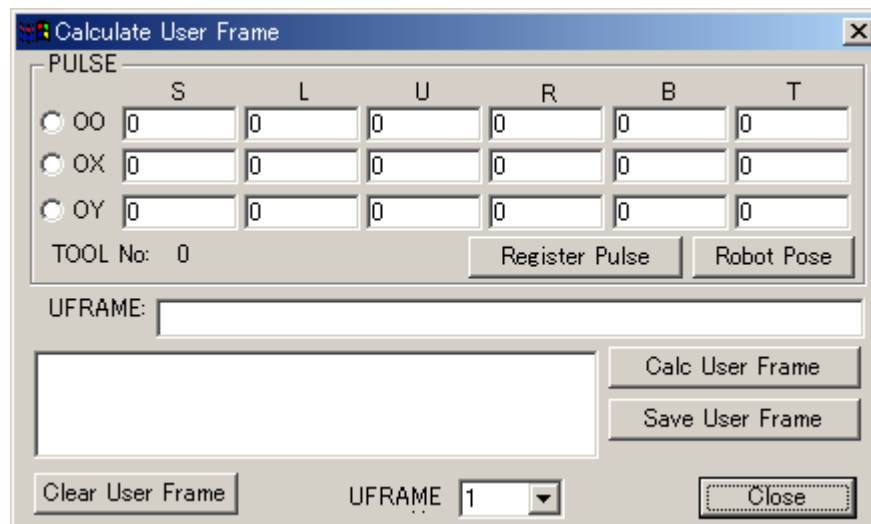 Calculate User Frame
PULSE
S L U R B T
OO 0 0 0 0 0 0
OX 0 0 0 0 0 0
OY 0 0 0 0 0 0
TOOL No: 0 Register Pulse Robot Pose
UFRAME:
Calc User Frame
Save User Frame
Clear User Frame UFRAME 1 Close